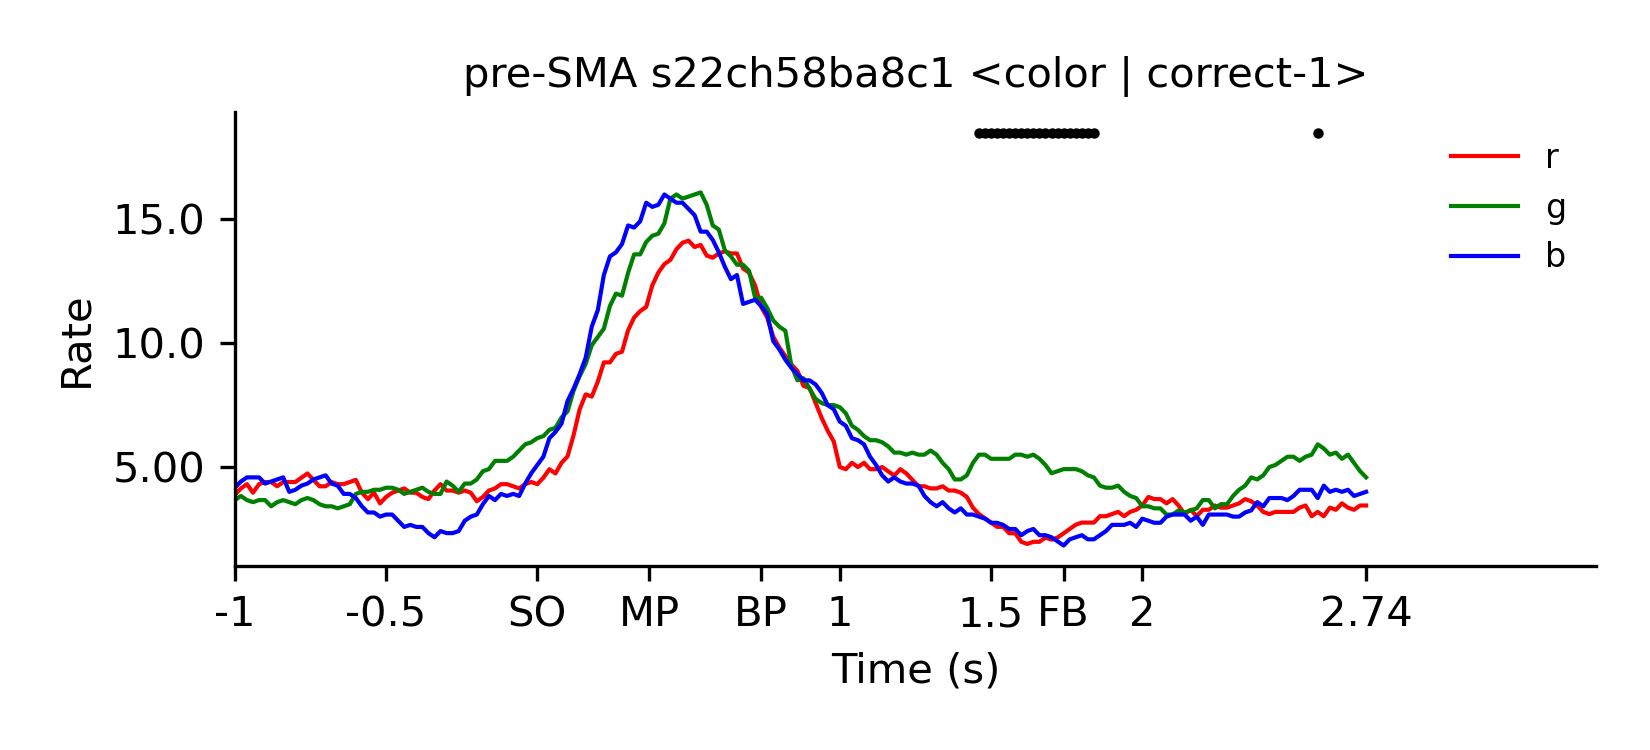 pre-SMA s22ch58ba8c1 <color | correct-1>
r
g
b
15.0
10.0
5.00
Rate
-1 -0.5 SO MP BP 1 1.5 FB 2 2.74
Time (s)